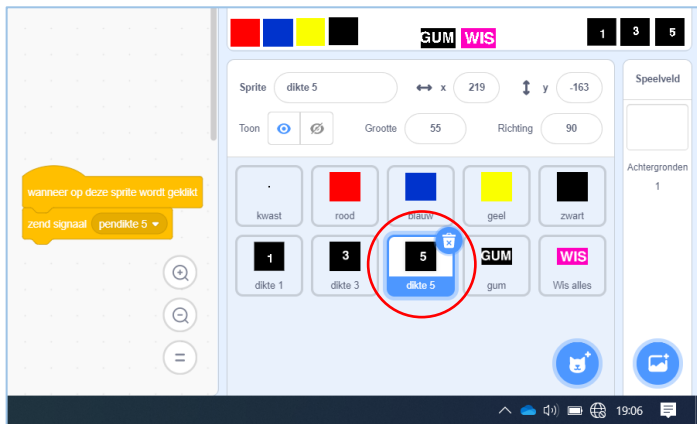 GUM WIS 1 3 5
Sprite dikte 5 x 219 y -163
Toon Grootte 55 Richting 90
Speelveld
Achtergronden
1
wanneer op deze sprite wordt geklikt
zend signaal pendikte 5
kwast rood blauw geel zwart
1 3 5 GUM WIS
dikte 1 dikte 3 dikte 5 gum Wis alles
19:06